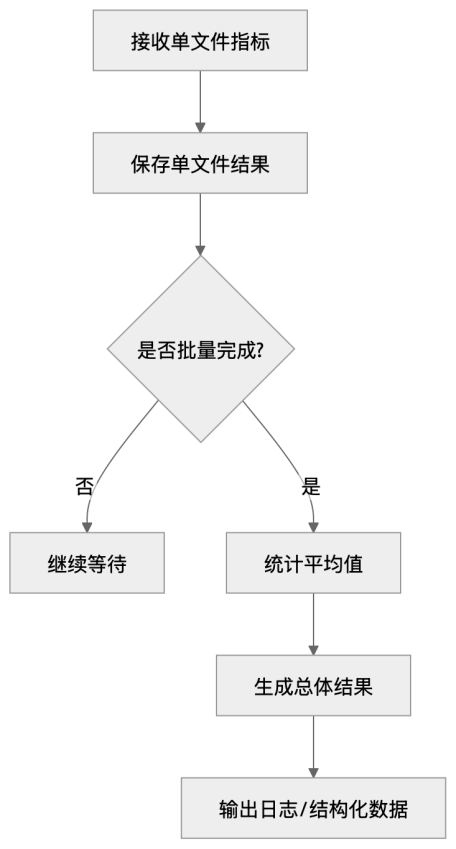 接收单文件指标
保存单文件结果
是否批量完成?
否
是
继续等待
统计平均值
生成总体结果
输出日志/结构化数据